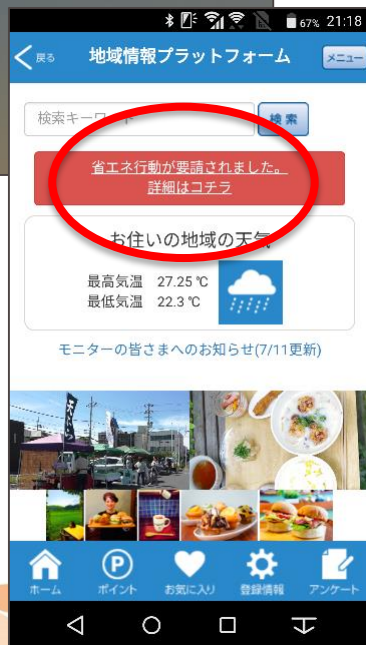 67% 21:18
戻る 地域情報プラットフォーム メニュー
検索キーワード 検索
省エネ行動が要請されました。
詳細はコチラ
お住いの地域の天気
最高気温 27.25 ℃
最低気温 22.3 ℃
モニターの皆さまへのお知らせ(7/11更新)
P
ホーム ポイント お気に入り 登録情報 アンケート